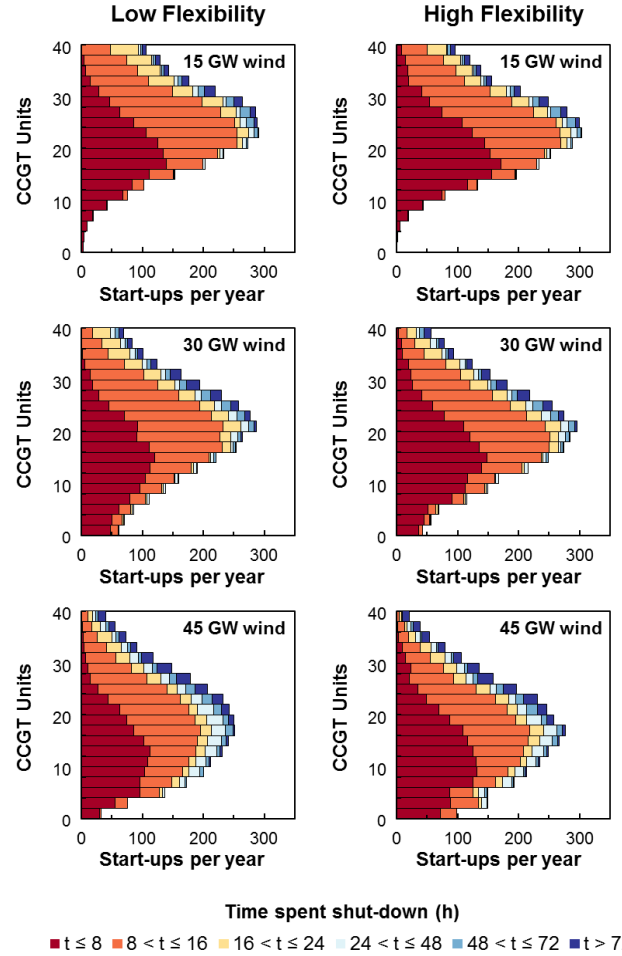 Low Flexibility High Flexibility
40 15 GW wind 40 15 GW wind
30 30
CCGT Units CCGT Units
20 20
10 10
0 0
0 100 200 300 0 100 200 300
Start-ups per year Start-ups per year
40 30 GW wind 40 30 GW wind
30 30
CCGT Units CCGT Units
20 20
10 10
0 0
0 100 200 300 0 100 200 300
Start-ups per year Start-ups per year
40 45 GW wind 40 45 GW wind
30 30
CCGT Units CCGT Units
20 20
10 10
0 0
0 100 200 300 0 100 200 300
Start-ups per year Start-ups per year
Time spent shut-down (h)
t ≤ 8 8 < t ≤ 16 16 < t ≤ 24 24 < t ≤ 48 48 < t ≤ 72 t > 7